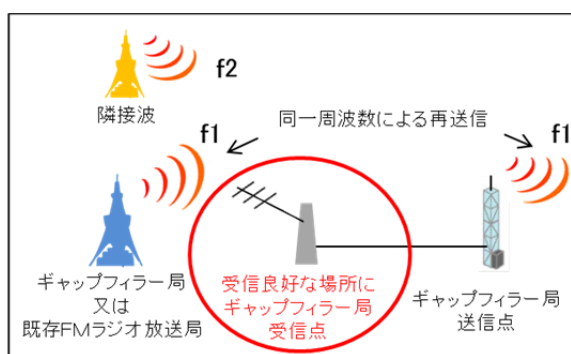 f2
隣接波
同一周波数による再送信
f1
f1
ギャップフィラー局
又は
既存FMラジオ放送局
受信良好な場所に
ギャップフィラー局
受信点
ギャップフィラー局
送信点